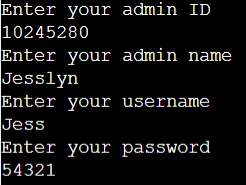 Enter your admin ID
10245280
Enter your admin name
Jesslyn
Enter your username
Jess
Enter your password
54321